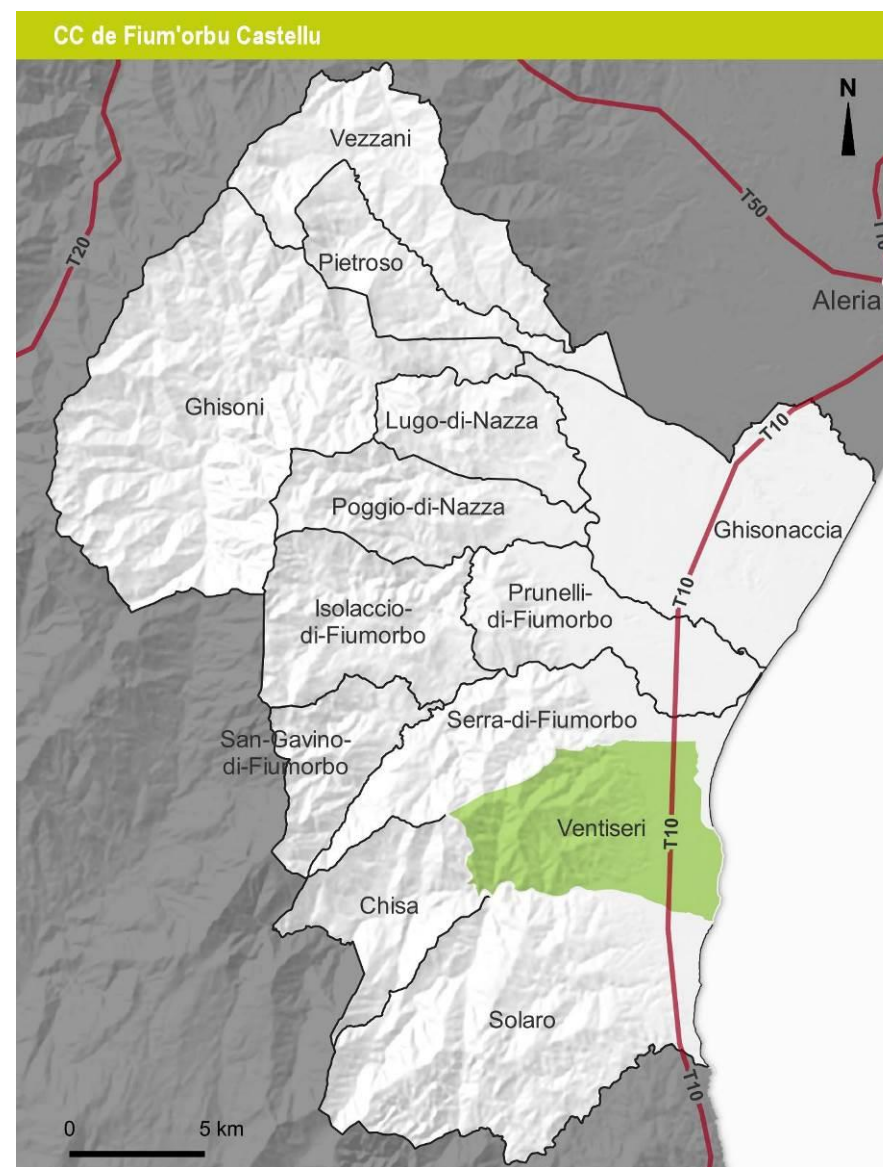 CC de Fium'orbu Castellu
N
Vezzani
T50
T20
Pietroso
Aleria
Ghisoni
Lugo-di-Nazza
T10
Poggio-di-Nazza
Ghisonaccia
T10
Prunelli-
di-Fiumorbo
Isolaccio-
di-Fiumorbo
Serra-di-Fiumorbo
San-Gavino-
di-Fiumorbo
Ventiseri
T10
Chisa
Solaro
T10
0 5 km